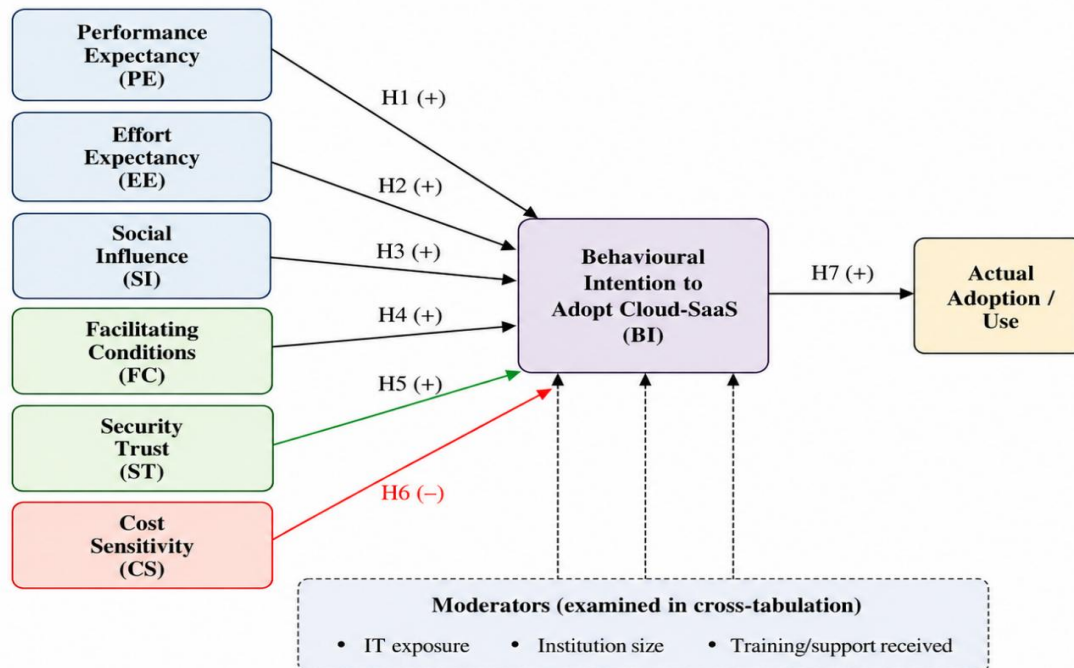 Performance
Expectancy
(PE)
H1 (+)
Effort
Expectancy
(EE)
H2 (+)
Social
Influence
(SI)
H3 (+)
Facilitating
Conditions
(FC)
H4 (+)
Security
Trust
(ST)
H5 (+)
Cost
Sensitivity
(CS)
H6 (−)
Behavioural
Intention to
Adopt Cloud-SaaS
(BI)
H7 (+)
Actual
Adoption /
Use
Moderators (examined in cross-tabulation)
• IT exposure • Institution size • Training/support received